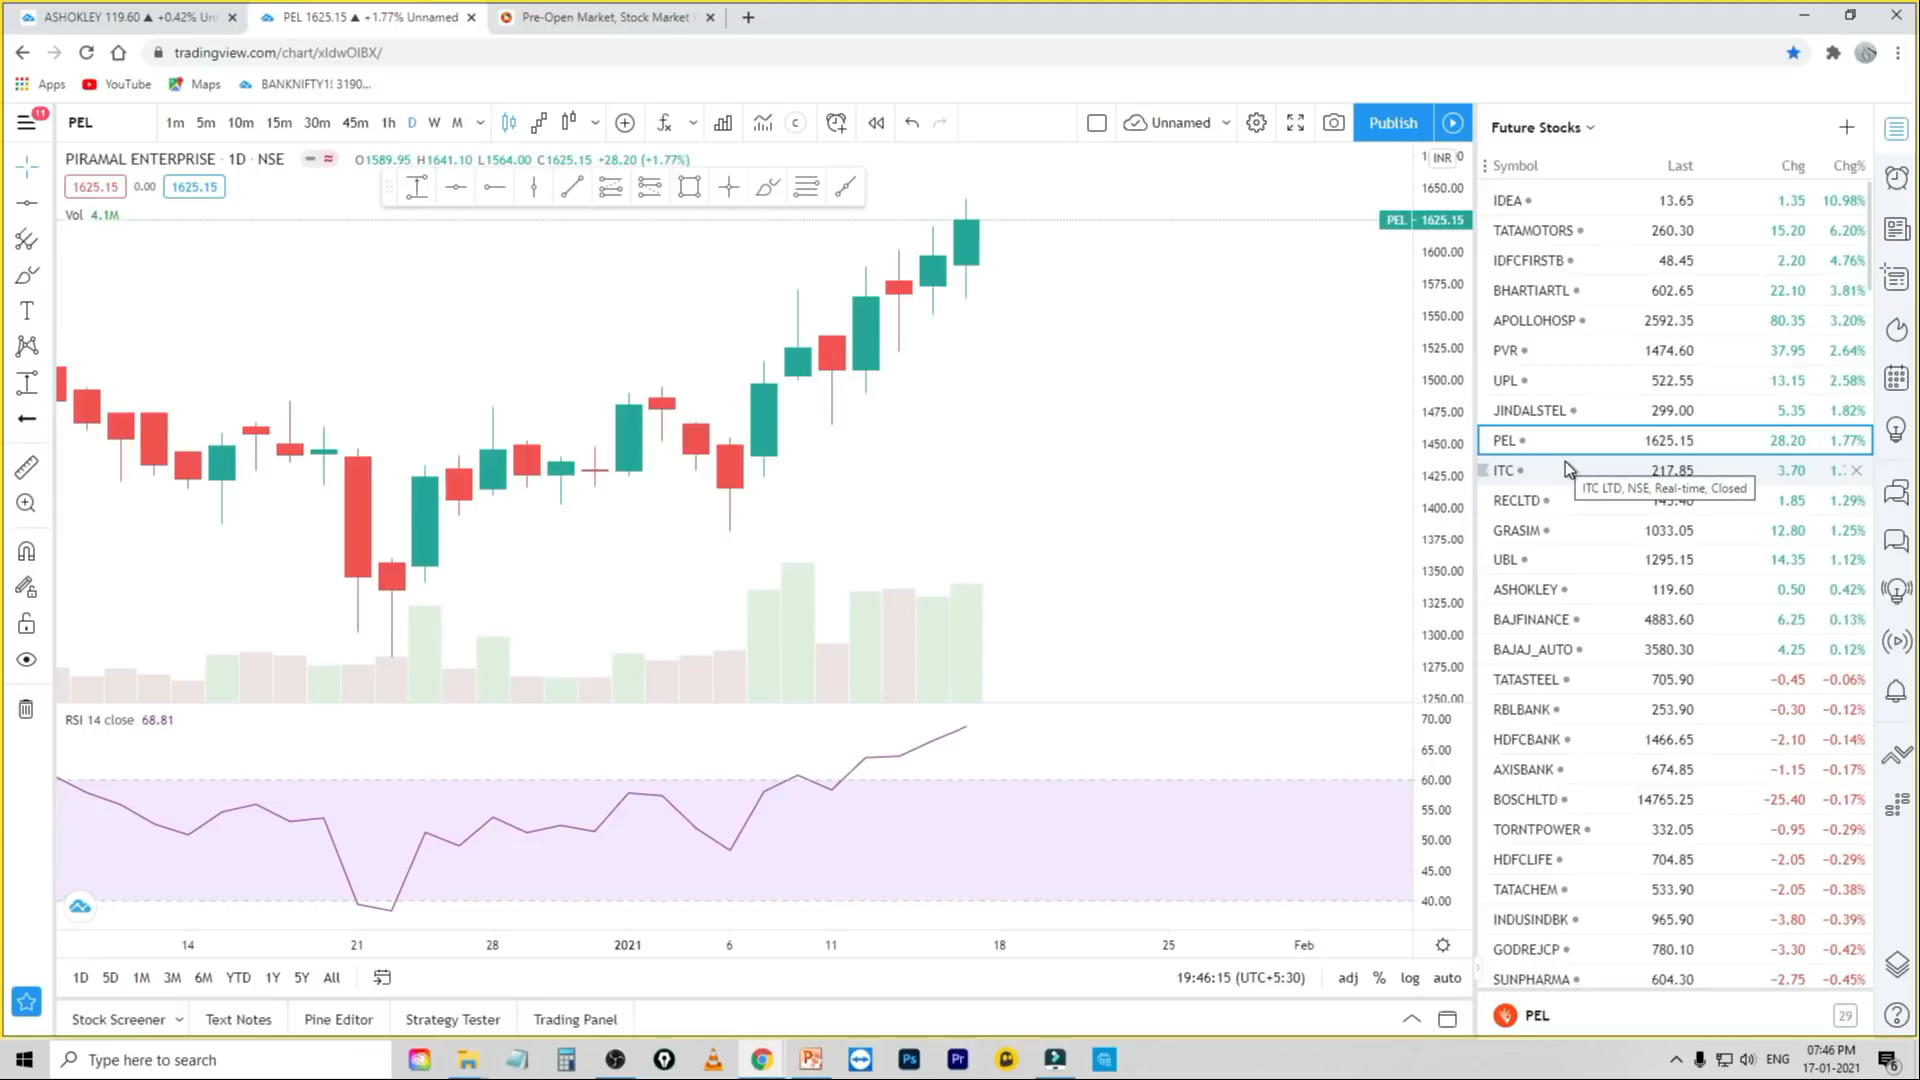 ASHOKLEY 119.60 ▲ +0.42% Un
PEL 1625.15 ▲ +1.77% Unnamed
Pre-Open Market, Stock Market
tradingview.com/chart/xIdwOIBX/
Apps
YouTube
Maps
BANKNIFTY1! 3190...
11
PEL
1m 5m 10m 15m 30m 45m 1h D W M
Unnamed
Publish
PIRAMAL ENTERPRISE · 1D · NSE
O1589.95 H1641.10 L1564.00 C1625.15 +28.20 (+1.77%)
1625.15 0.00 1625.15
Vol 4.1M
INR
1650.00
PEL 1625.15
1600.00
1575.00
1550.00
1525.00
1500.00
1475.00
1450.00
1425.00
1400.00
1375.00
1350.00
1325.00
1300.00
1275.00
1250.00
RSI 14 close 68.81
70.00
65.00
60.00
55.00
50.00
45.00
40.00
14 21 28 2021 6 11 18 25 Feb
1D 5D 1M 3M 6M YTD 1Y 5Y All
19:46:15 (UTC+5:30) adj % log auto
Stock Screener
Text Notes
Pine Editor
Strategy Tester
Trading Panel
Future Stocks
Symbol Last Chg Chg%
IDEA 13.65 1.35 10.98%
TATAMOTORS 260.30 15.20 6.20%
IDFCFIRSTB 48.45 2.20 4.76%
BHARTIARTL 602.65 22.10 3.81%
APOLLOHOSP 2592.35 80.35 3.20%
PVR 1474.60 37.95 2.64%
UPL 522.55 13.15 2.58%
JINDALSTEL 299.00 5.35 1.82%
PEL 1625.15 28.20 1.77%
ITC 217.85 3.70
ITC LTD, NSE, Real-time, Closed
RECLTD 1.85 1.29%
GRASIM 1033.05 12.80 1.25%
UBL 1295.15 14.35 1.12%
ASHOKLEY 119.60 0.50 0.42%
BAJFINANCE 4883.60 6.25 0.13%
BAJAJ_AUTO 3580.30 4.25 0.12%
TATASTEEL 705.90 −0.45 −0.06%
RBLBANK 253.90 −0.30 −0.12%
HDFCBANK 1466.65 −2.10 −0.14%
AXISBANK 674.85 −1.15 −0.17%
BOSCHLTD 14765.25 −25.40 −0.17%
TORNTPOWER 332.05 −0.95 −0.29%
HDFCLIFE 704.85 −2.05 −0.29%
TATACHEM 533.90 −2.05 −0.38%
INDUSINDBK 965.90 −3.80 −0.39%
GODREJCP 780.10 −3.30 −0.42%
SUNPHARMA 604.30 −2.75 −0.45%
PEL
29
Type here to search
Ps
Pr
ENG
07:46 PM
17-01-2021
6